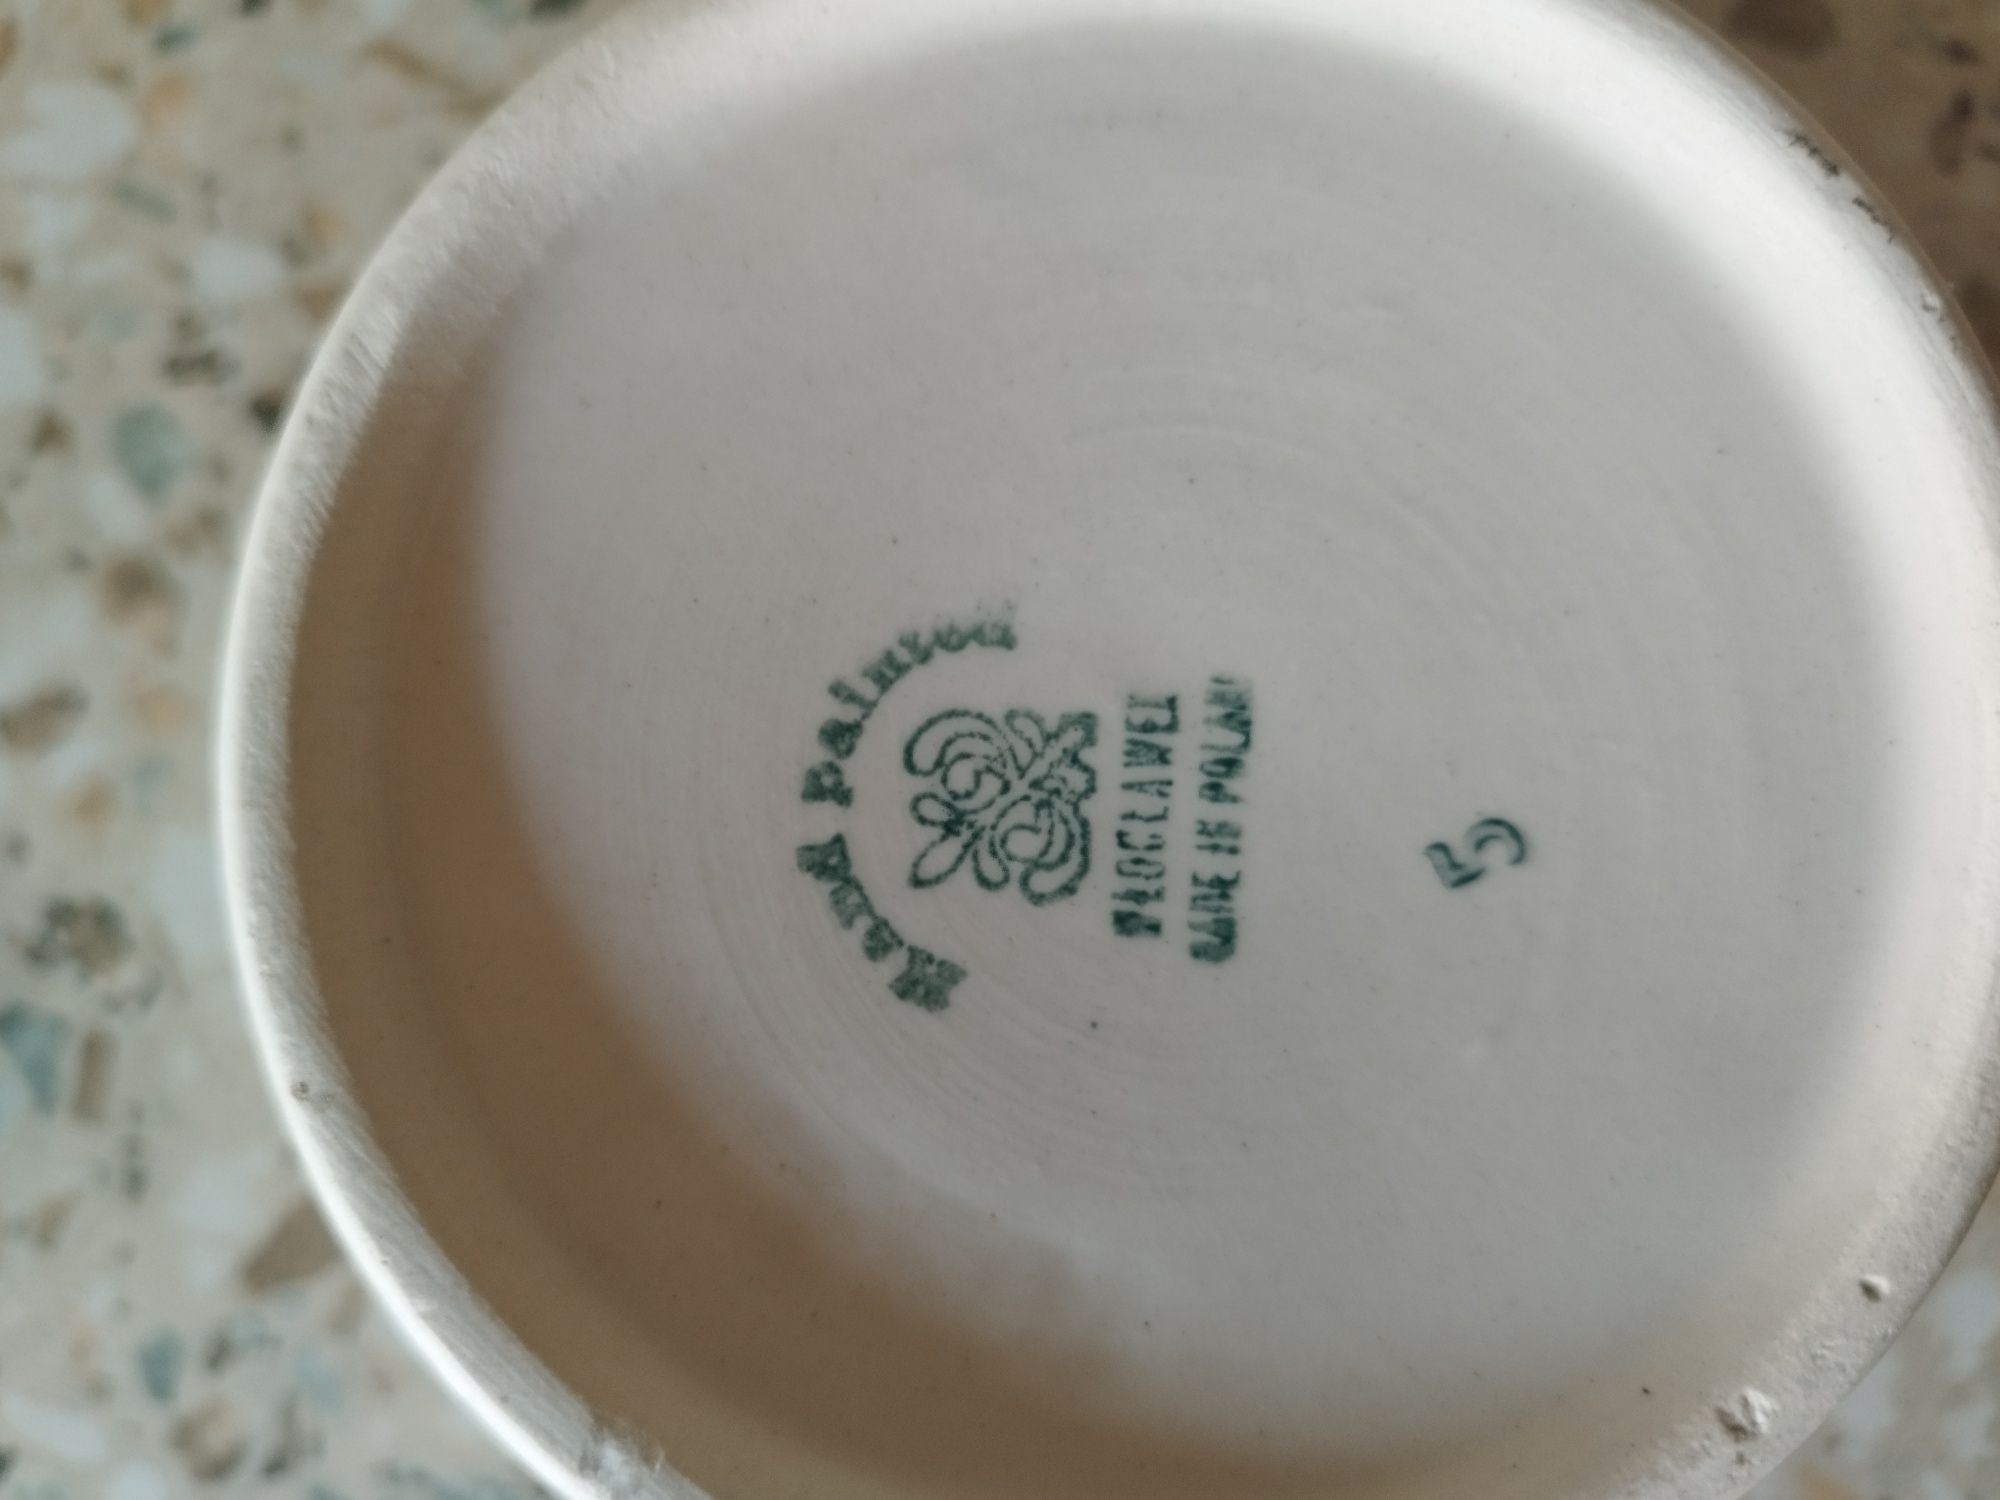 Hand Painted
WŁOCŁAWEK
MADE IN POLAND
5